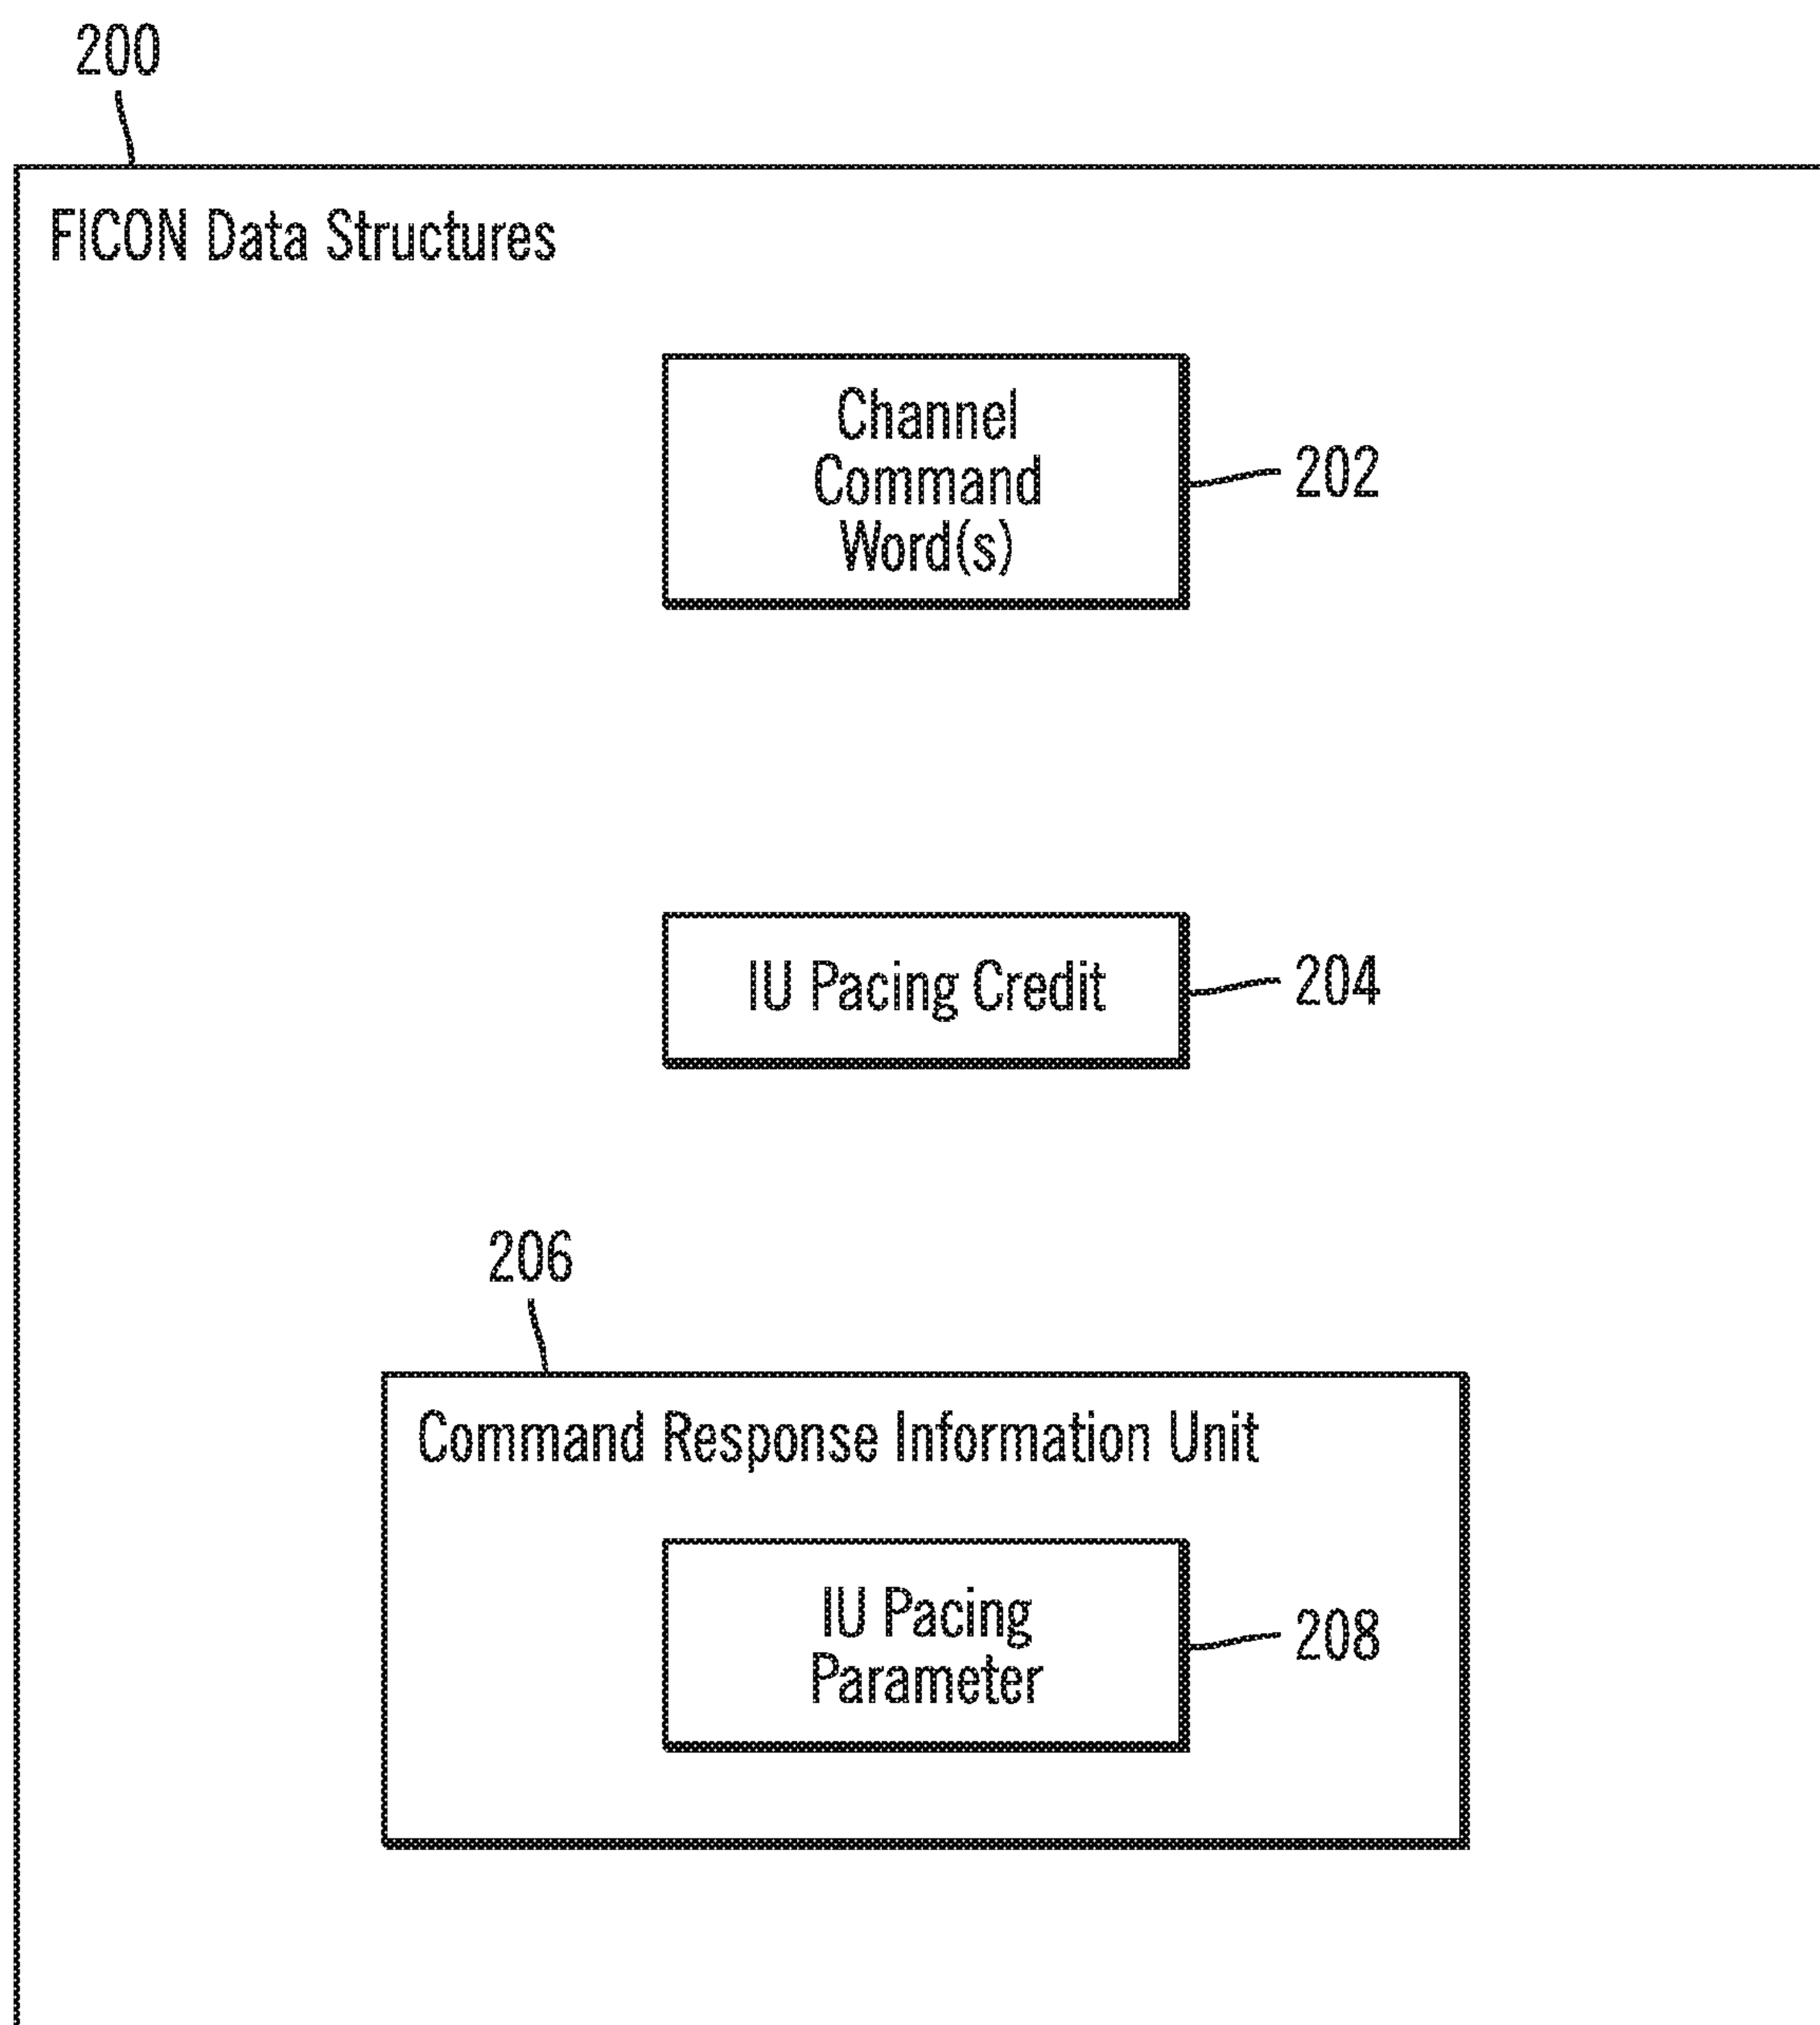 200
FICON Data Structures
Channel
Command
Word(s)
202
IU Pacing Credit
204
206
Command Response Information Unit
IU Pacing
Parameter
208